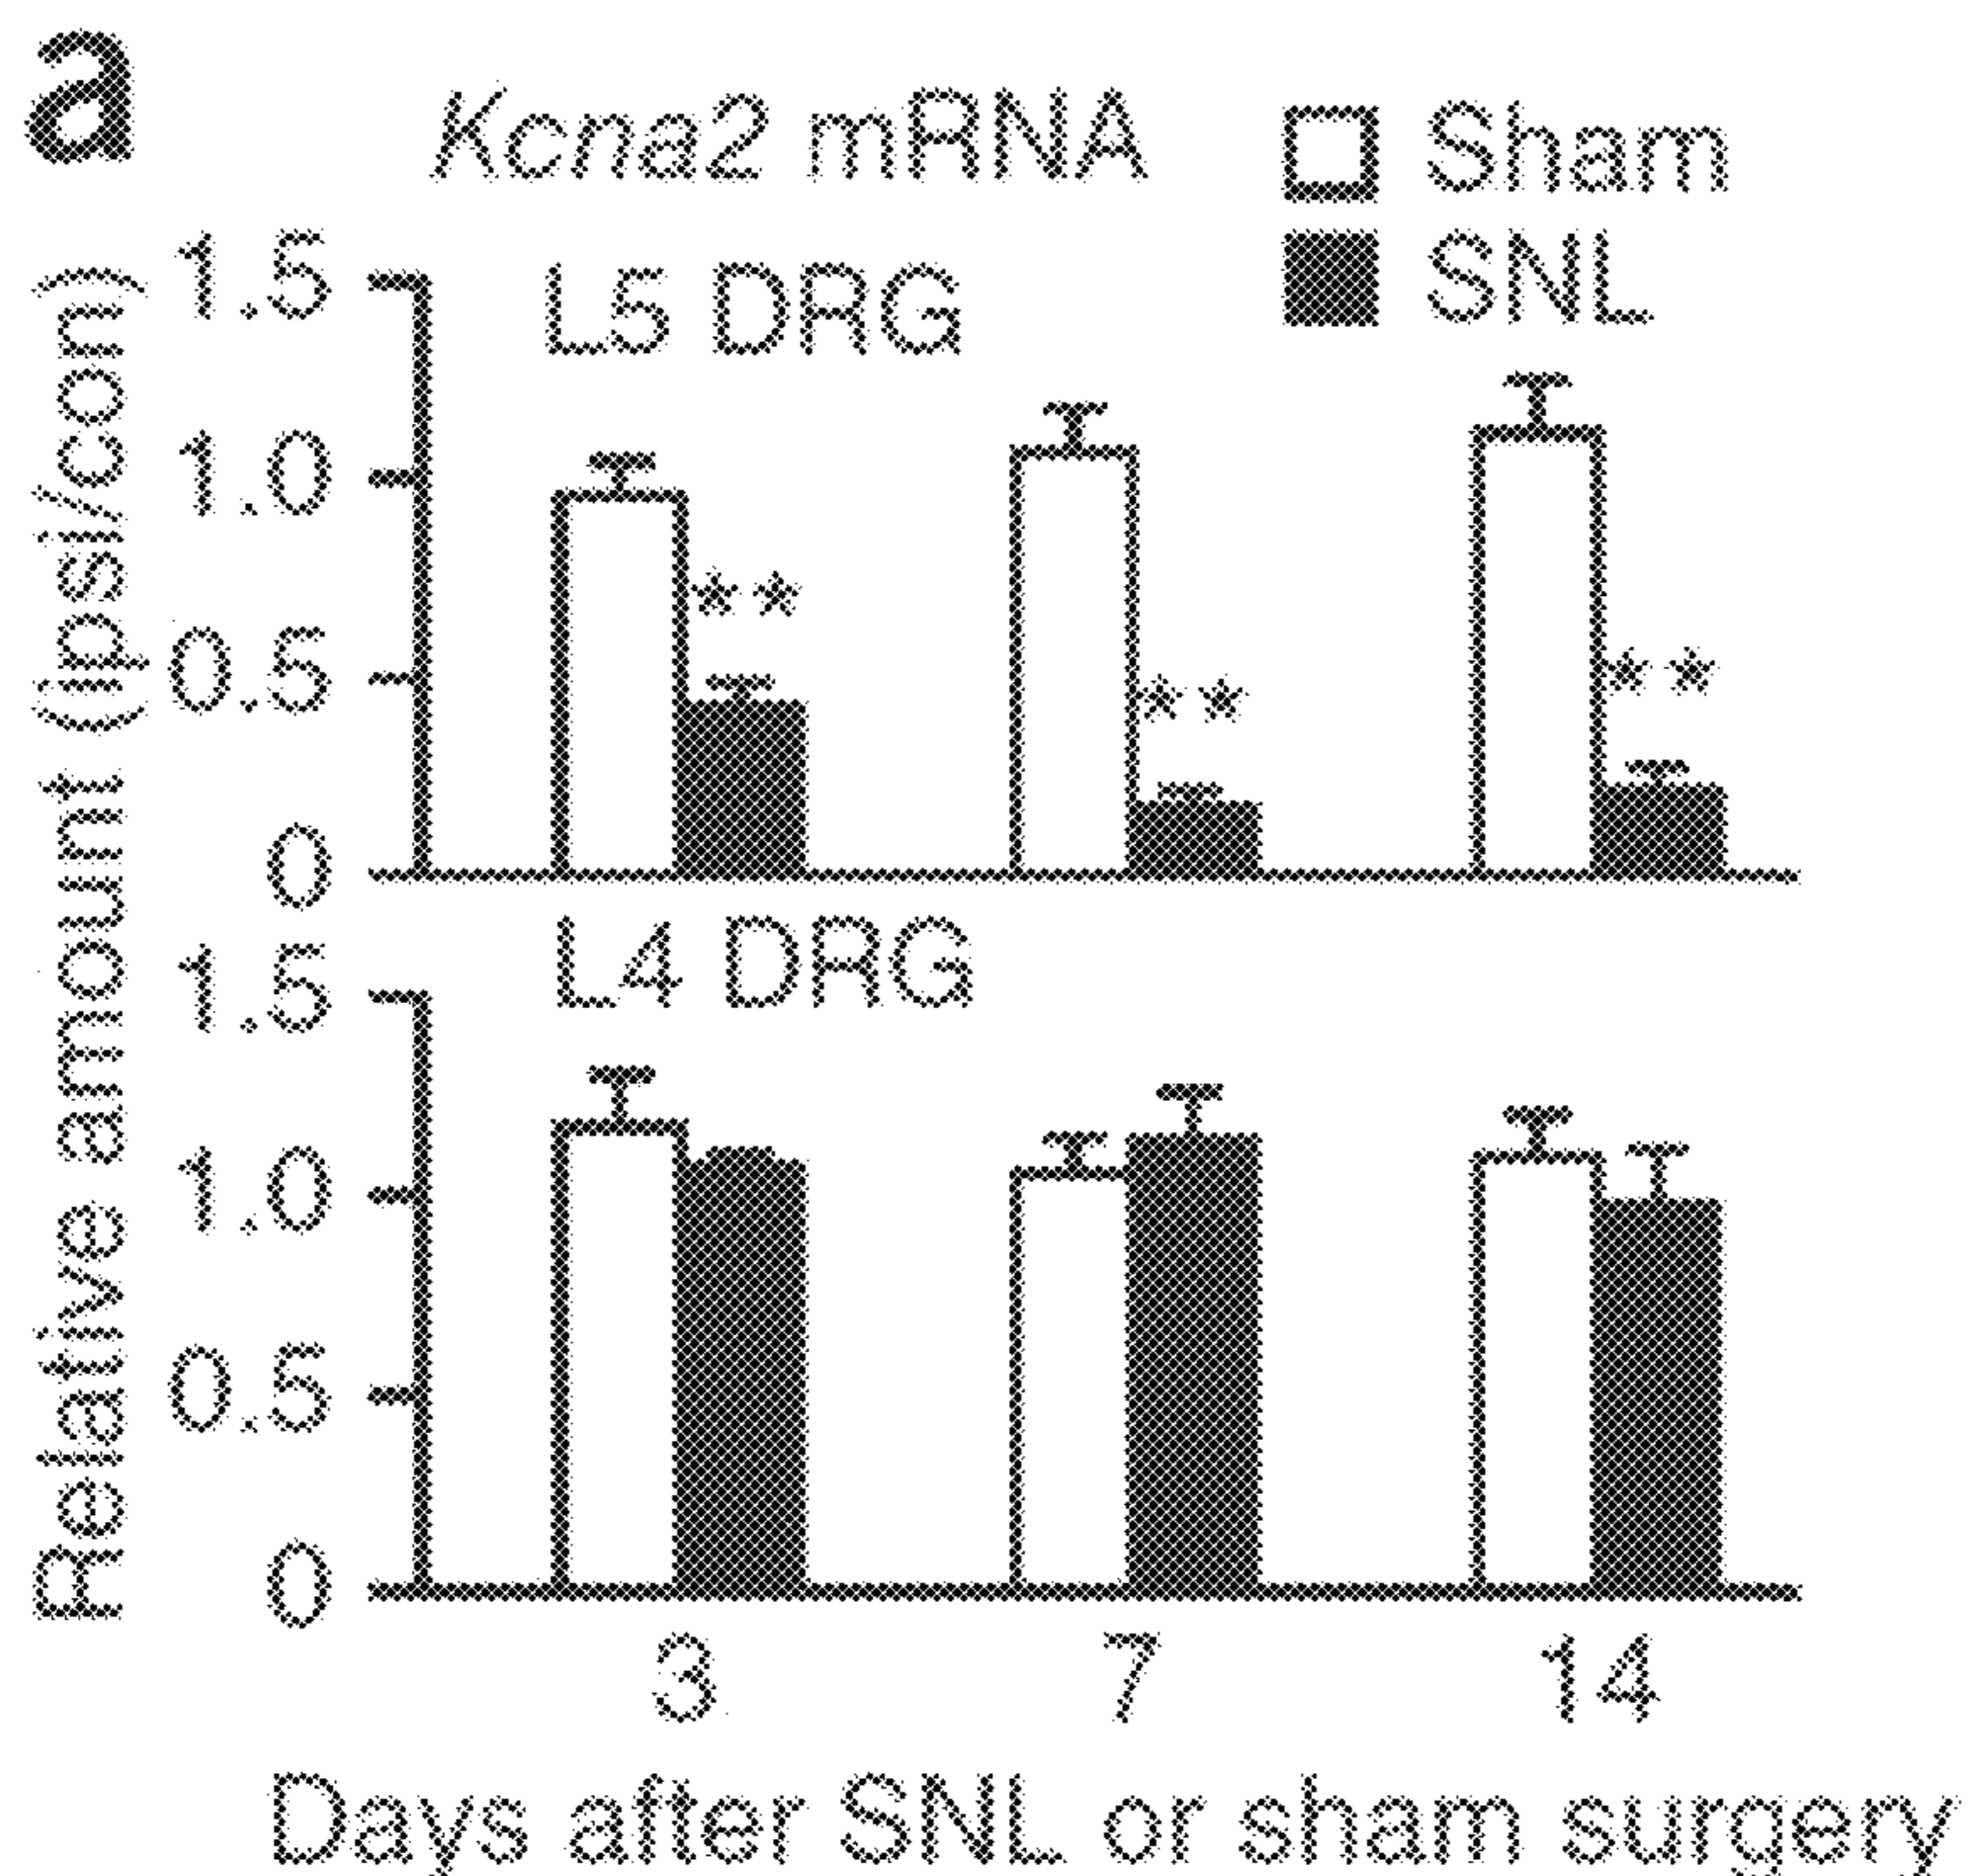 a
Kcna2 mRNA
Sham
SNL
Relative amount (ipsi/con)
L5 DRG
1.5
1.0
0.5
0
**
**
**
L4 DRG
1.5
1.0
0.5
0
3
7
14
Days after SNL or sham surgery